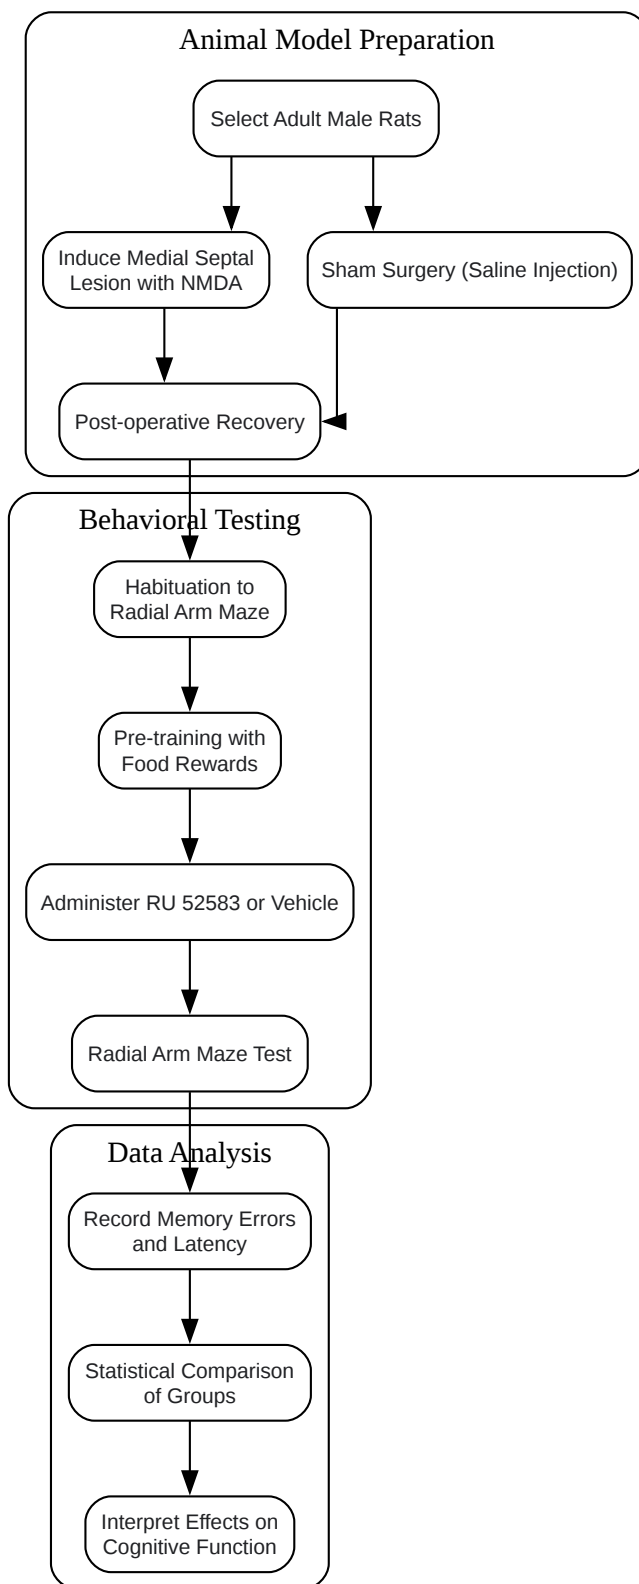 Animal Model Preparation
Select Adult Male Rats
Induce Medial Septal
Lesion with NMDA
Sham Surgery (Saline Injection)
Post-operative Recovery
Behavioral Testing
Habituation to
Radial Arm Maze
Pre-training with
Food Rewards
Administer RU 52583 or Vehicle
Radial Arm Maze Test
Data Analysis
Record Memory Errors
and Latency
Statistical Comparison
of Groups
Interpret Effects on
Cognitive Function